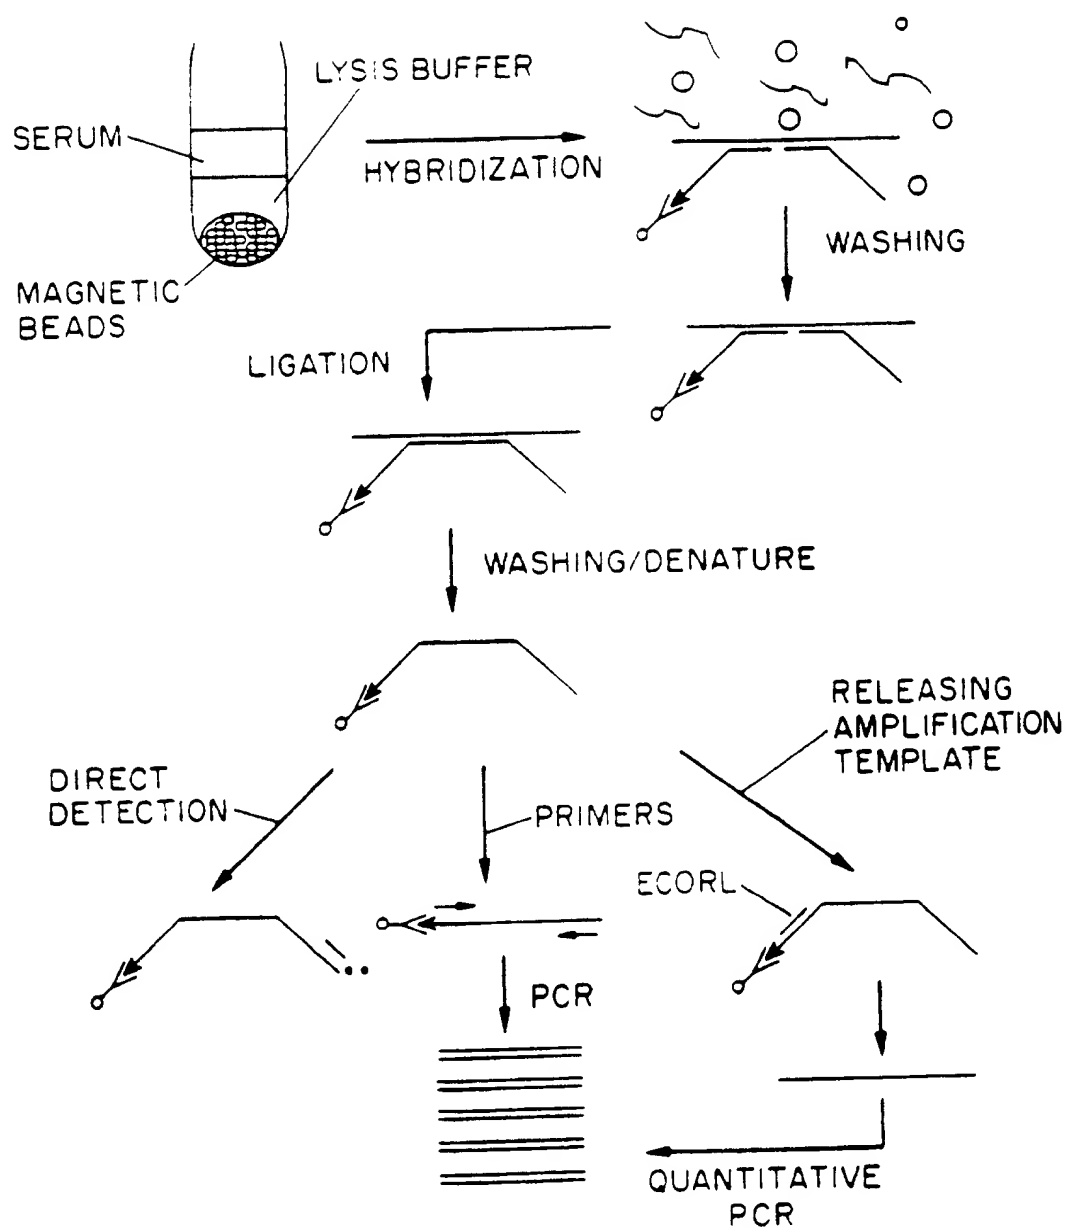 LYSIS BUFFER
SERUM
HYBRIDIZATION
MAGNETIC
BEADS
WASHING
LIGATION
WASHING/DENATURE
RELEASING
AMPLIFICATION
TEMPLATE
DIRECT
DETECTION
PRIMERS
ECORL
PCR
QUANTITATIVE
PCR